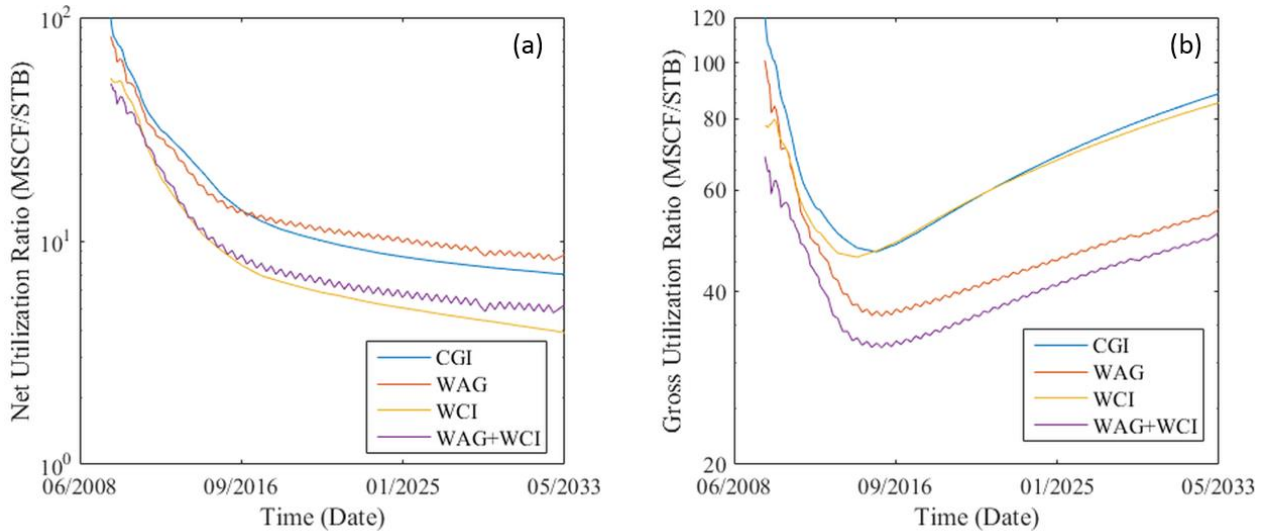 (a)
Net Utilization Ratio (MSCF/STB)
10²
10¹
10⁰
CGI
WAG
WCI
WAG+WCI
06/2008 09/2016 01/2025 05/2033
Time (Date)
(b)
Gross Utilization Ratio (MSCF/STB)
120
100
80
60
40
20
CGI
WAG
WCI
WAG+WCI
06/2008 09/2016 01/2025 05/2033
Time (Date)